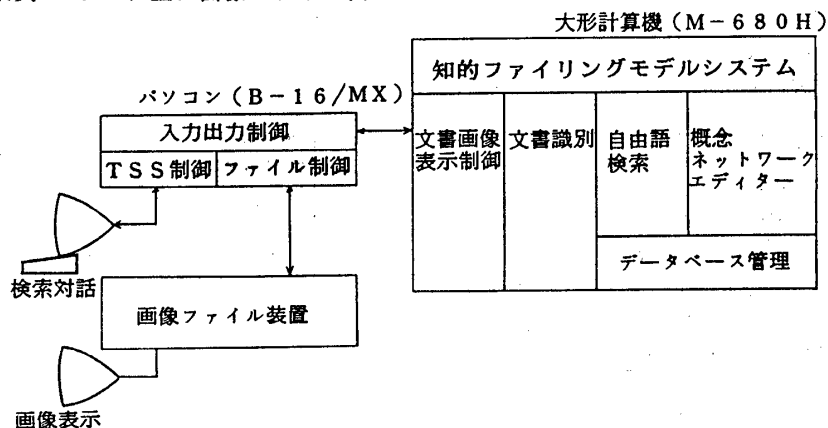 大形計算機（M－６８０H）
知的ファイリングモデルシステム
パソコン（B－１６／MX）
入力出力制御
TSS制御
ファイル制御
文書画像
表示制御
文書識別
自由語
検索
概念
ネットワーク
エディター
データベース管理
検索対話
画像ファイル装置
画像表示